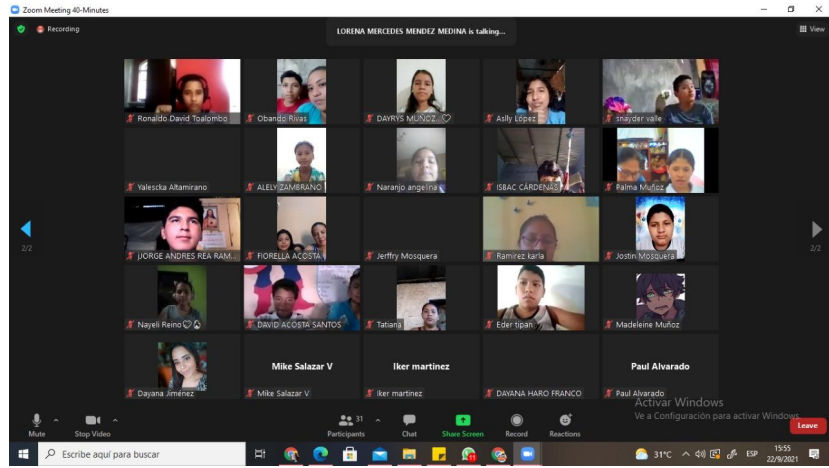 Zoom Meeting 40-Minutes
Recording
LORENA MERCEDES MENDEZ MEDINA is talking...
View
Ronaldo David Toalombo
Obando Rivas
DAYRYS MUÑOZ...♡
Aslly López
snayder valle
Yalescka Altamirano
ALELY ZAMBRANO
Naranjo angelina
ISBAC CÁRDENAS
Palma Muñoz
2/2
JORGE ANDRES REA RAM...
FIORELLA ACOSTA
Jerffry Mosquera
Ramirez karla
Jostin Mosquera
2/2
Nayeli Reino
DAVID ACOSTA SANTOS
Tatiana
Eder tipan
Madeleine Muñoz
Mike Salazar V
Iker martinez
Paul Alvarado
Dayana Jiménez
Mike Salazar V
Iker martinez
DAYANA HARO FRANCO
Paul Alvarado
Activar Windows
Ve a Configuración para activar Windows.
31
Mute
Stop Video
Participants
Chat
Share Screen
Record
Reactions
Leave
Escribe aquí para buscar
31°C
ESP
15:55
22/9/2021